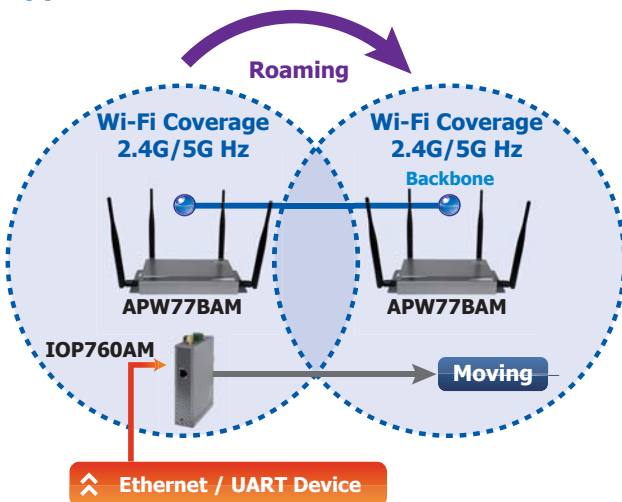 Roaming
Wi-Fi Coverage
2.4G/5G Hz
Wi-Fi Coverage
2.4G/5G Hz
Backbone
APW77BAM
APW77BAM
IOP760AM
Moving
Ethernet / UART Device